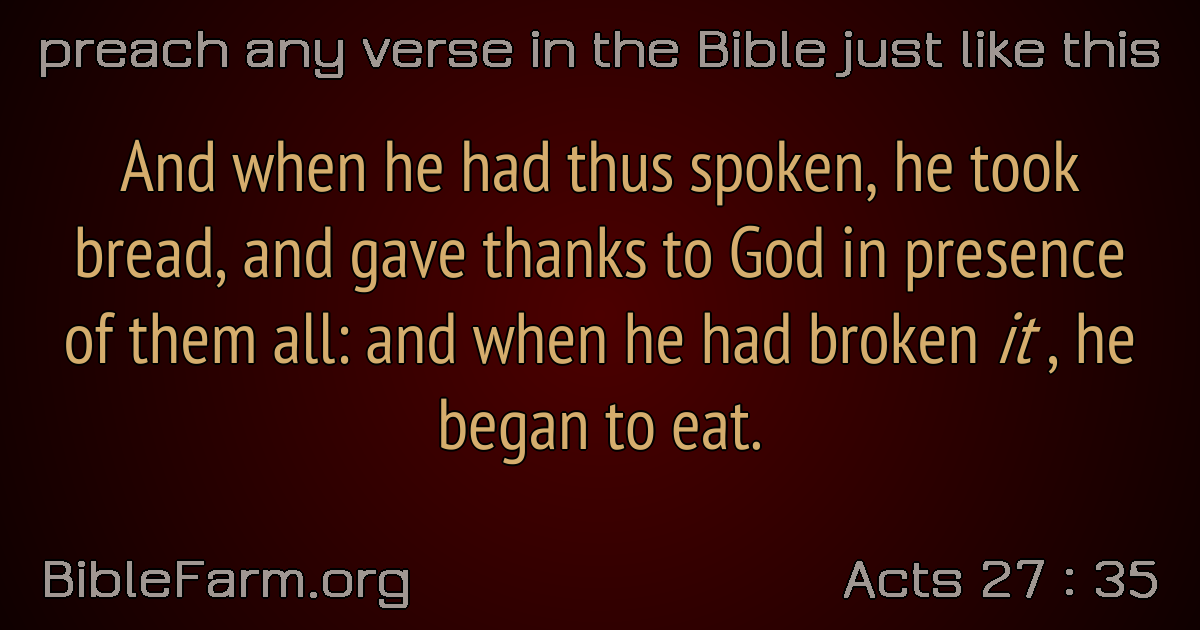 preach any verse in the Bible just like this
And when he had thus spoken, he took
bread, and gave thanks to God in presence
of them all: and when he had broken it , he
began to eat.
BibleFarm.org
Acts 27 : 35